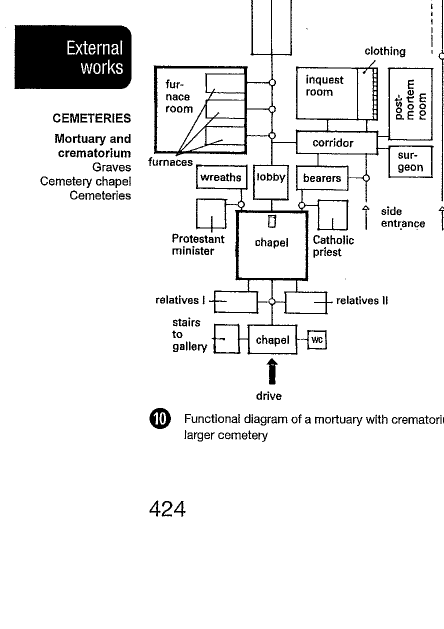 External
works
CEMETERIES
Mortuary and
crematorium
Graves
Cemetery chapel
Cemeteries
clothing
fur-
nace
room
inquest
room
post-
mortem
room
corridor
furnaces
sur-
geon
wreaths
lobby
bearers
side
entrance
Protestant
minister
chapel
Catholic
priest
relatives I
relatives II
stairs
to
gallery
chapel
WC
drive
10 Functional diagram of a mortuary with
larger cemetery
424